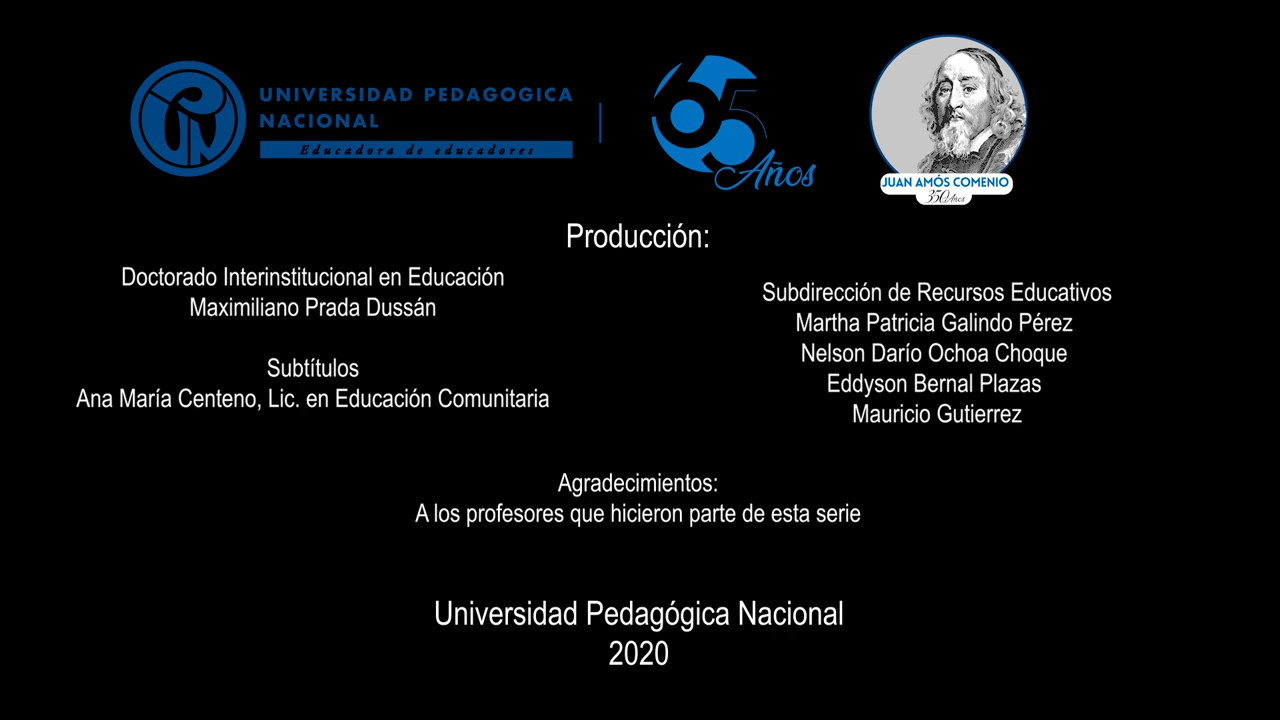 UNIVERSIDAD PEDAGOGICA
NACIONAL
Educadora de educadores
65
Años
JUAN AMÓS COMENIO
350 Años
Producción:
Doctorado Interinstitucional en Educación
Maximiliano Prada Dussán
Subtítulos
Ana María Centeno, Lic. en Educación Comunitaria
Subdirección de Recursos Educativos
Martha Patricia Galindo Pérez
Nelson Darío Ochoa Choque
Eddyson Bernal Plazas
Mauricio Gutierrez
Agradecimientos:
A los profesores que hicieron parte de esta serie
Universidad Pedagógica Nacional
2020